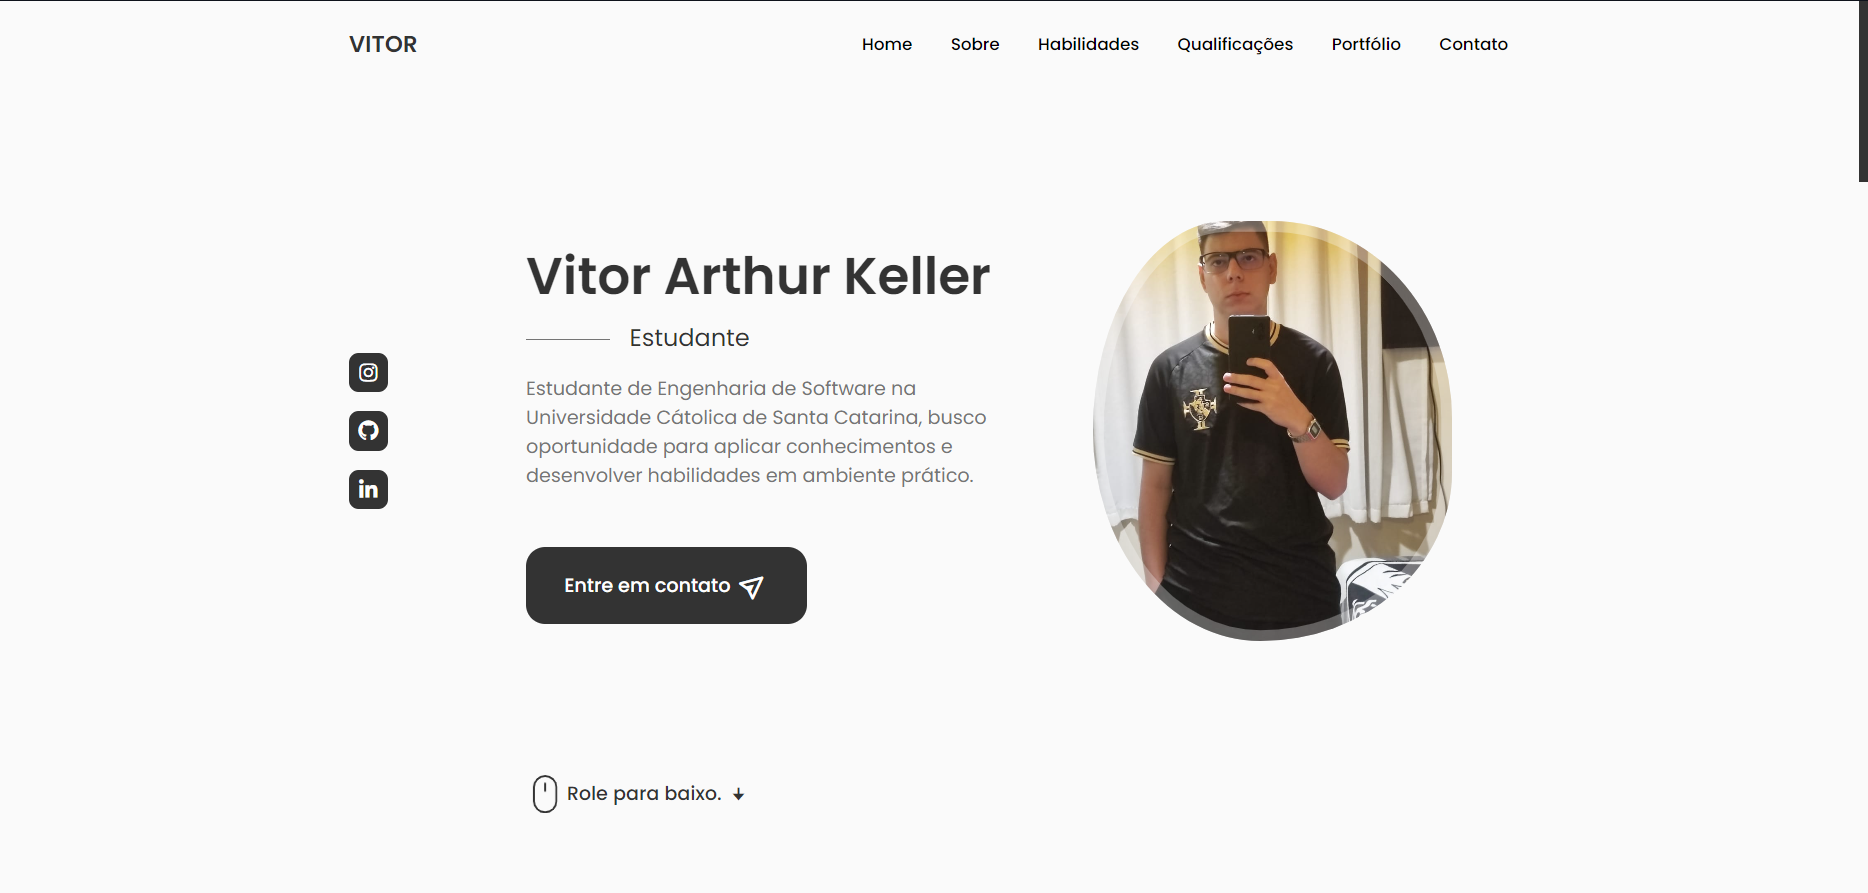 VITOR
Home Sobre Habilidades Qualificações Portfólio Contato
Vitor Arthur Keller
Estudante
Estudante de Engenharia de Software na
Universidade Cátolica de Santa Catarina, busco
oportunidade para aplicar conhecimentos e
desenvolver habilidades em ambiente prático.
in
Entre em contato
Role para baixo.